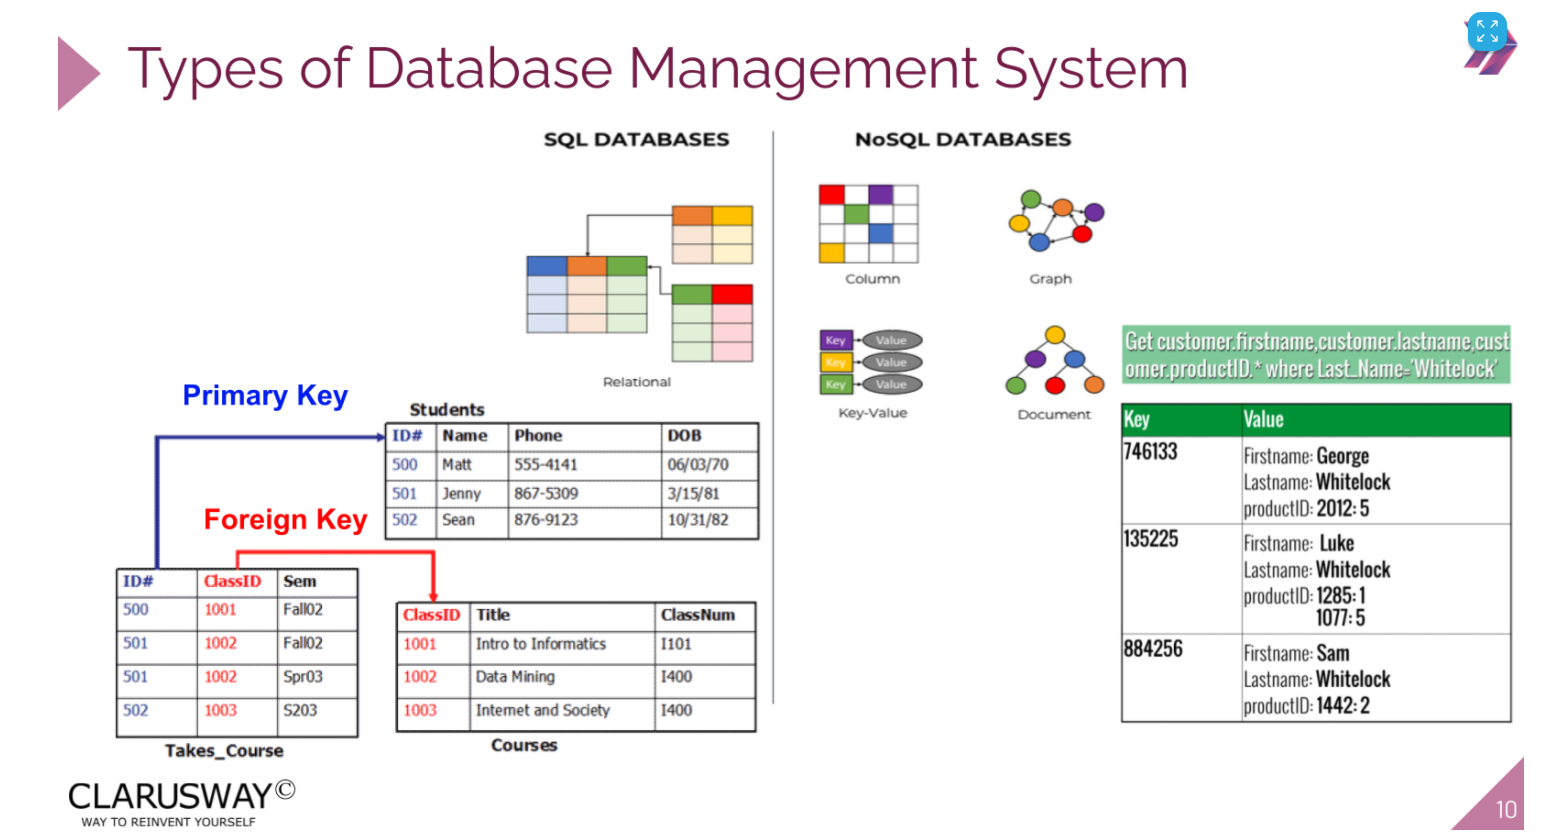 Types of Database Management System
SQL DATABASES
NoSQL DATABASES
Relational
Column
Graph
Key Value
Key Value
Key Value
Key-Value
Document
Primary Key
Students
ID# Name Phone DOB
500 Matt 555-4141 06/03/70
501 Jenny 867-5309 3/15/81
502 Sean 876-9123 10/31/82
Foreign Key
ID# ClassID Sem
500 1001 Fall02
501 1002 Fall02
501 1002 Spr03
502 1003 S203
Takes_Course
ClassID Title ClassNum
1001 Intro to Informatics I101
1002 Data Mining I400
1003 Internet and Society I400
Courses
Get customer.firstname,customer.lastname,cust
omer.productID.* where Last_Name='Whitelock'
Key Value
746133 Firstname: George
Lastname: Whitelock
productID: 2012: 5
135225 Firstname: Luke
Lastname: Whitelock
productID: 1285: 1
1077: 5
884256 Firstname: Sam
Lastname: Whitelock
productID: 1442: 2
CLARUSWAY©
WAY TO REINVENT YOURSELF
10